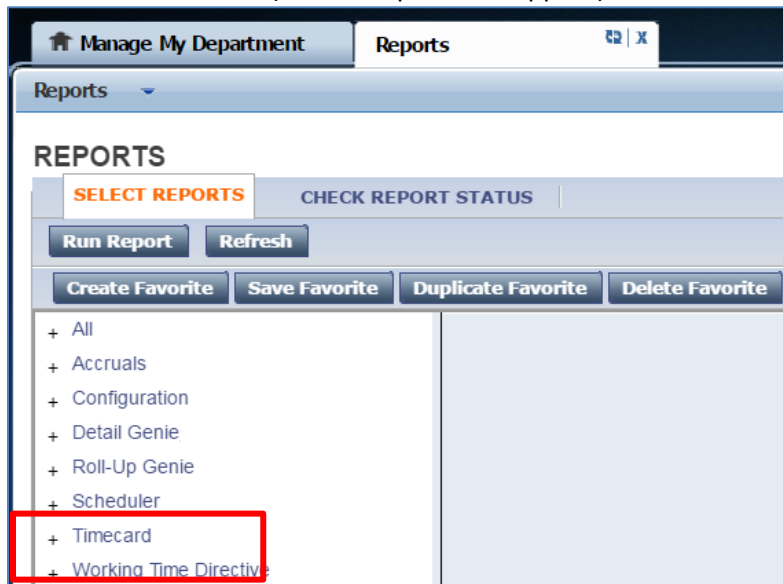 Manage My Department Reports X
Reports
REPORTS
SELECT REPORTS CHECK REPORT STATUS
Run Report Refresh
Create Favorite Save Favorite Duplicate Favorite Delete Favorite
+ All
+ Accruals
+ Configuration
+ Detail Genie
+ Roll-Up Genie
+ Scheduler
+ Timecard
+ Working Time Directive